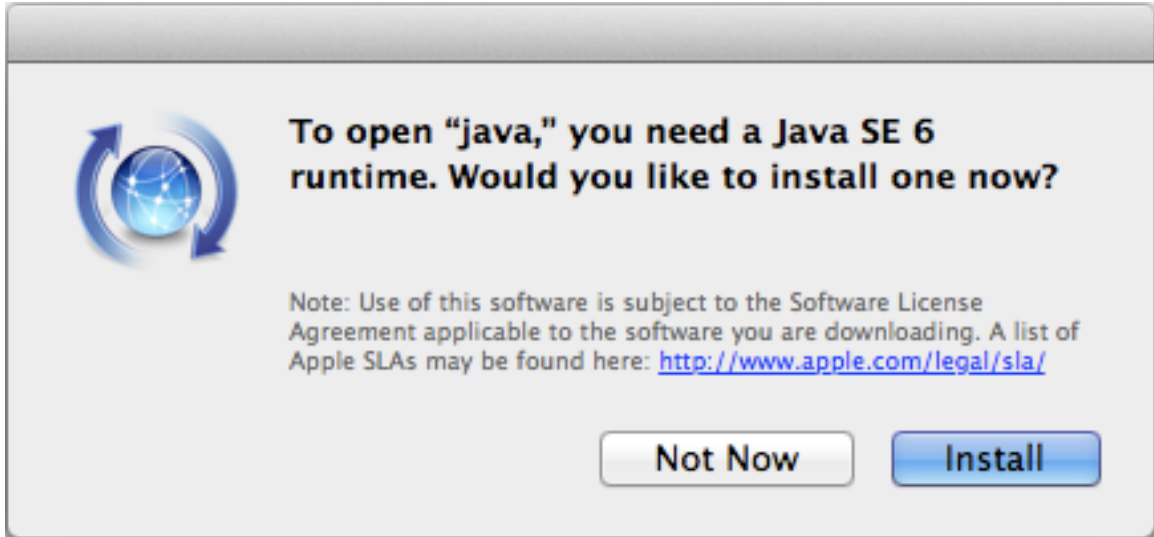 To open “java,” you need a Java SE 6
runtime. Would you like to install one now?
Note: Use of this software is subject to the Software License
Agreement applicable to the software you are downloading. A list of
Apple SLAs may be found here: http://www.apple.com/legal/sla/
Not Now
Install